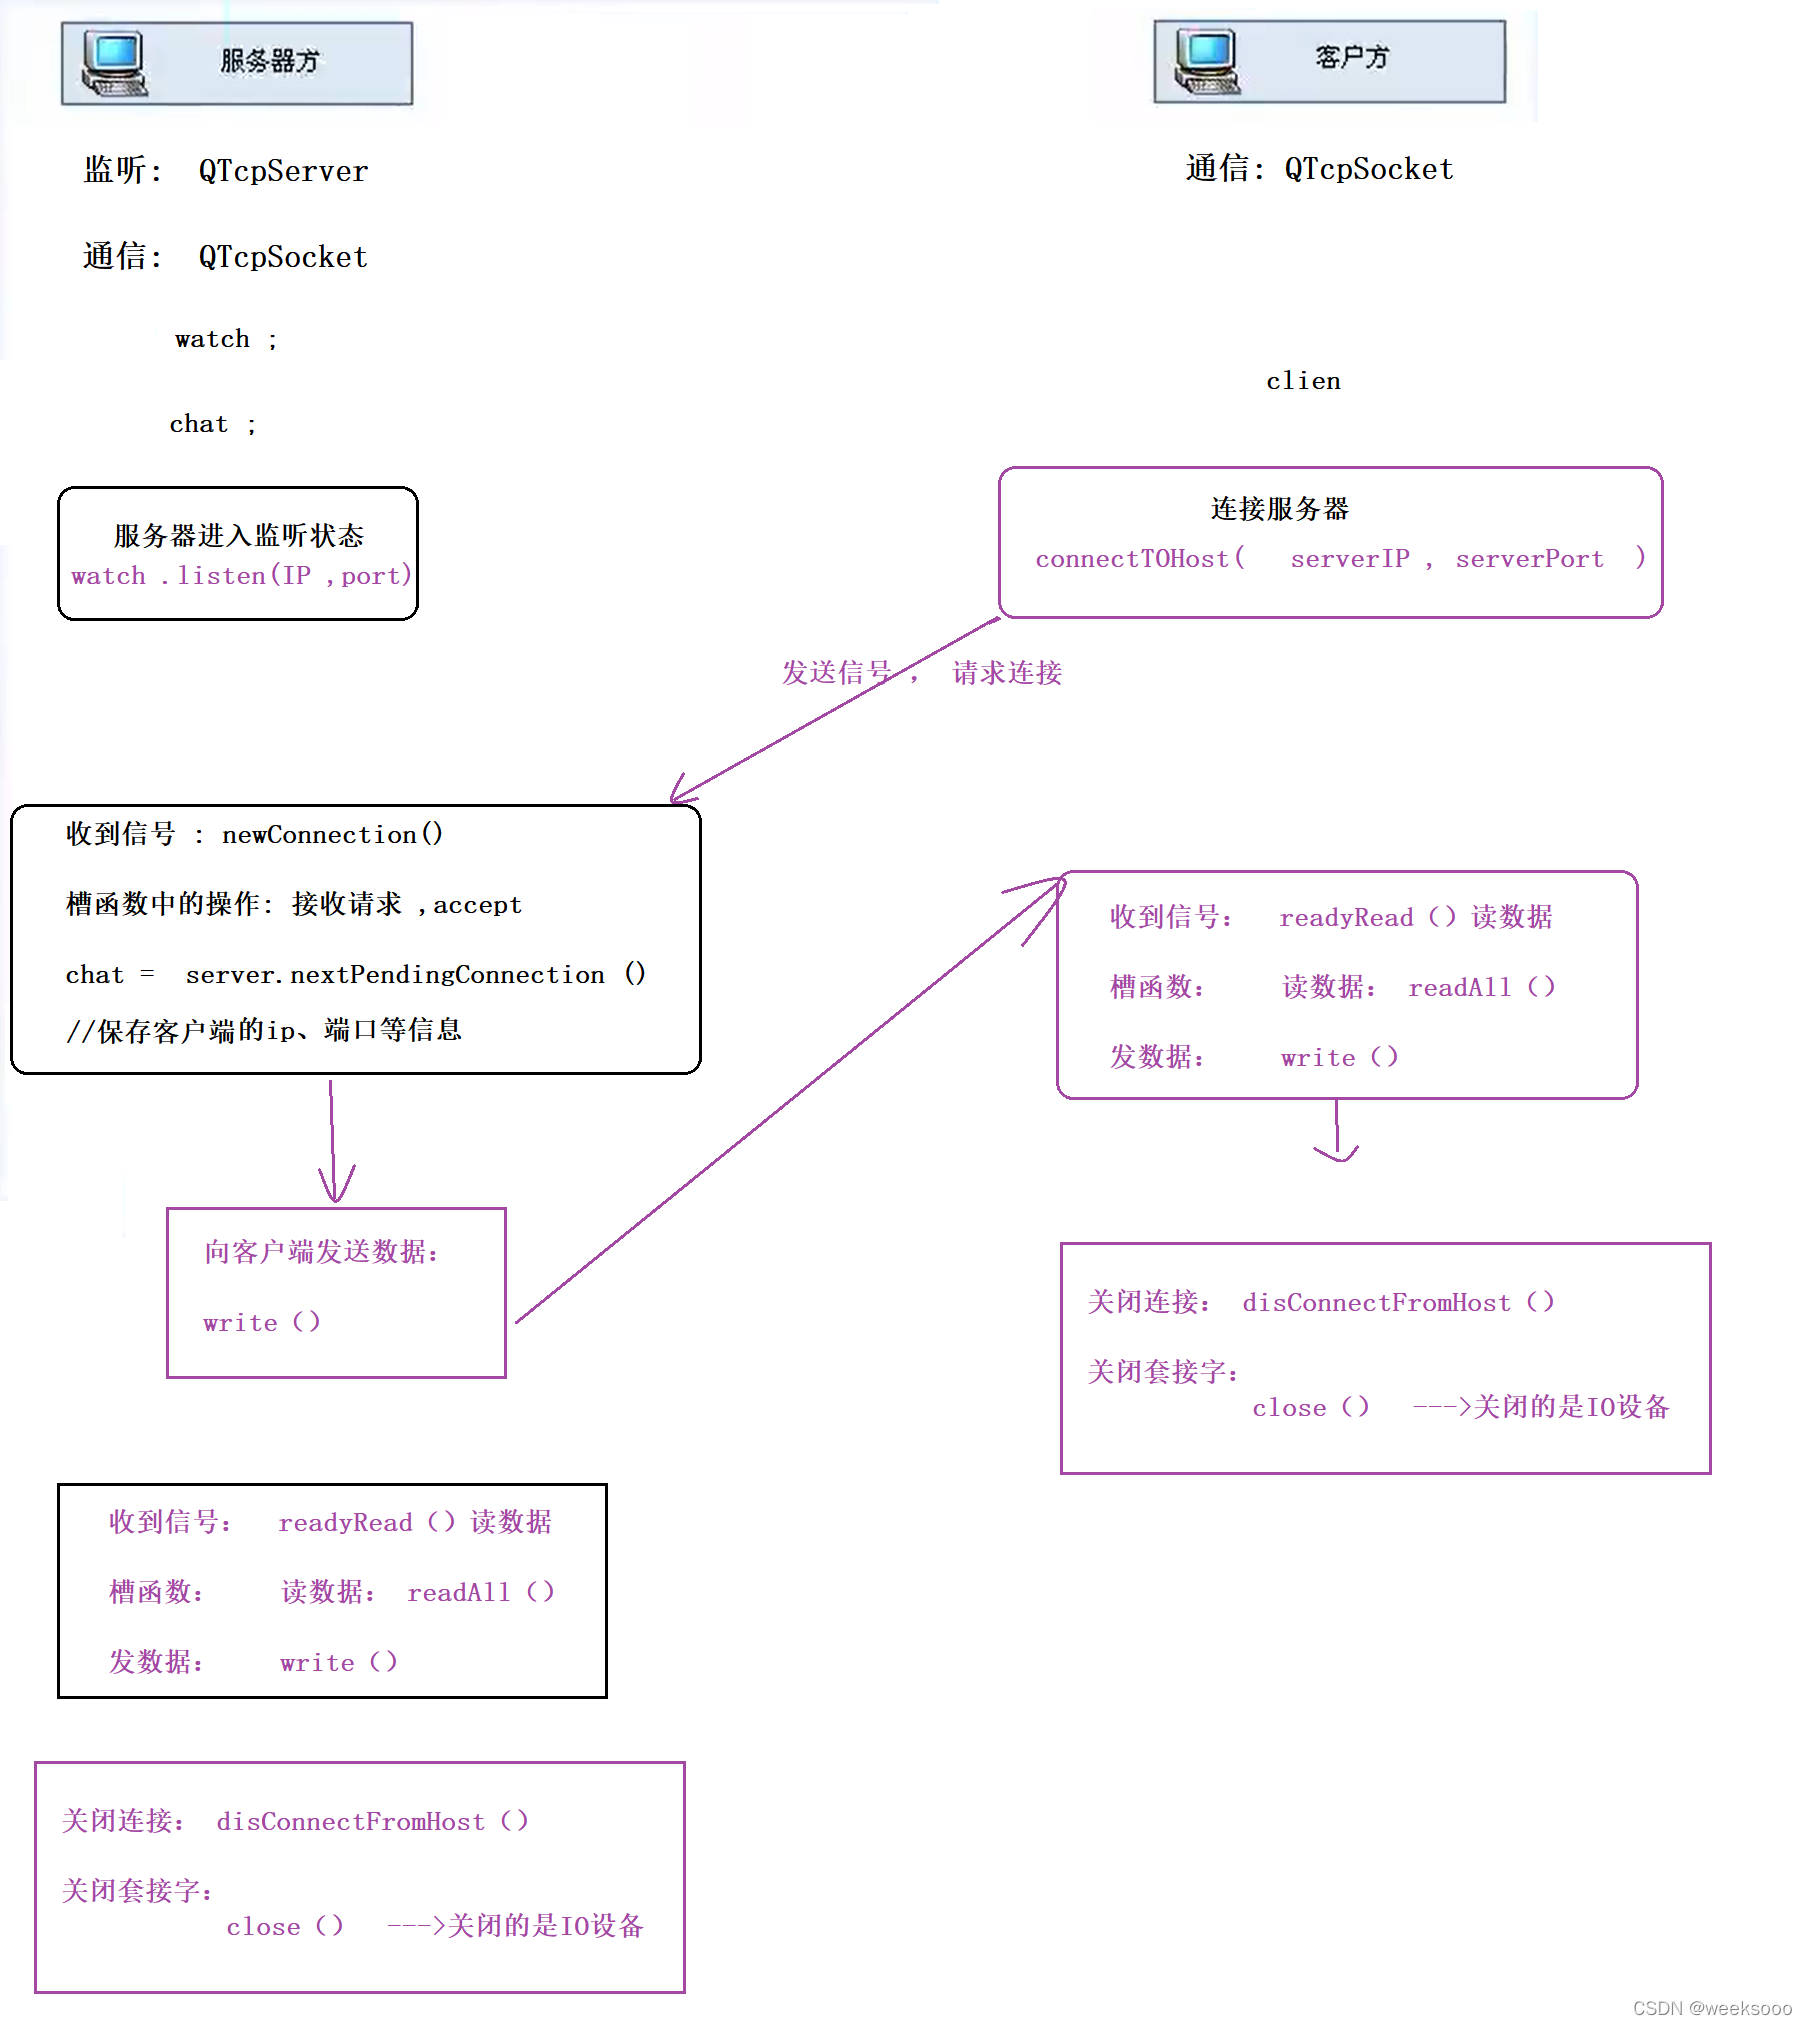 服务器方
监听: QTcpServer
通信: QTcpSocket
watch ;
chat ;
服务器进入监听状态
watch .listen(IP ,port)
客户方
通信: QTcpSocket
clien
连接服务器
connectTOHost( serverIP , serverPort )
发送信号 , 请求连接
收到信号 : newConnection()
槽函数中的操作: 接收请求 ,accept
chat = server.nextPendingConnection ()
//保存客户端的ip、端口等信息
向客户端发送数据:
write（）
收到信号: readyRead（）读数据
槽函数: 读数据: readAll（）
发数据: write（）
关闭连接: disConnectFromHost（）
关闭套接字:
close（） --->关闭的是IO设备
收到信号: readyRead（）读数据
槽函数: 读数据: readAll（）
发数据: write（）
关闭连接: disConnectFromHost（）
关闭套接字:
close（） --->关闭的是IO设备
CSDN @weeksooo